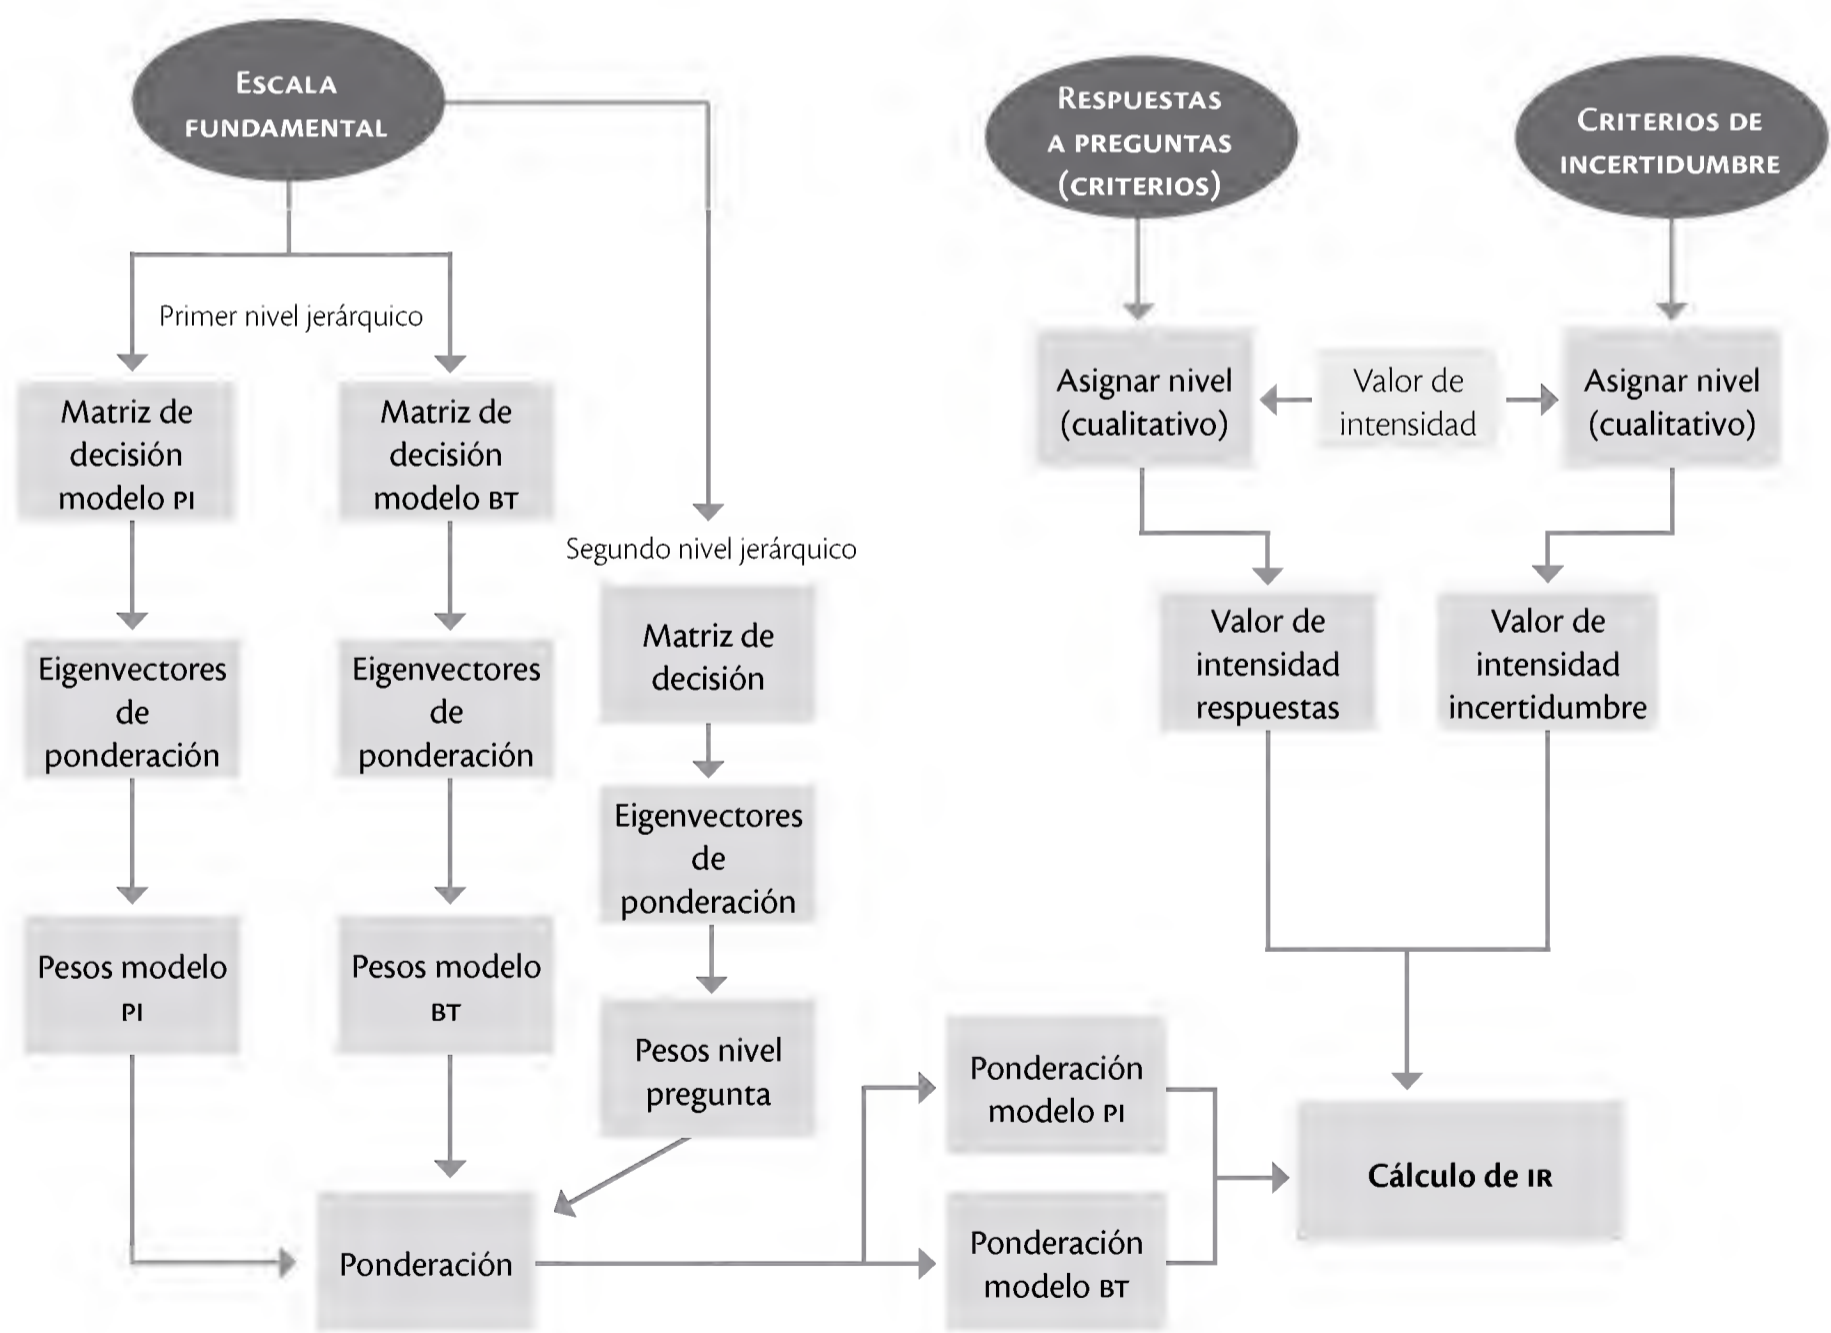 ESCALA
FUNDAMENTAL
RESPUESTAS
A PREGUNTAS
(CRITERIOS)
CRITERIOS DE
INCERTIDUMBRE
Primer nivel jerárquico
Matriz de
decisión
modelo PI
Matriz de
decisión
modelo BT
Asignar nivel
(cualitativo)
Valor de
intensidad
Asignar nivel
(cualitativo)
Segundo nivel jerárquico
Eigenvectores
de
ponderación
Eigenvectores
de
ponderación
Matriz de
decisión
Valor de
intensidad
respuestas
Valor de
intensidad
incertidumbre
Eigenvectores
de
ponderación
Pesos modelo
PI
Pesos modelo
BT
Pesos nivel
pregunta
Ponderación
modelo PI
Cálculo de IR
Ponderación
Ponderación
modelo BT